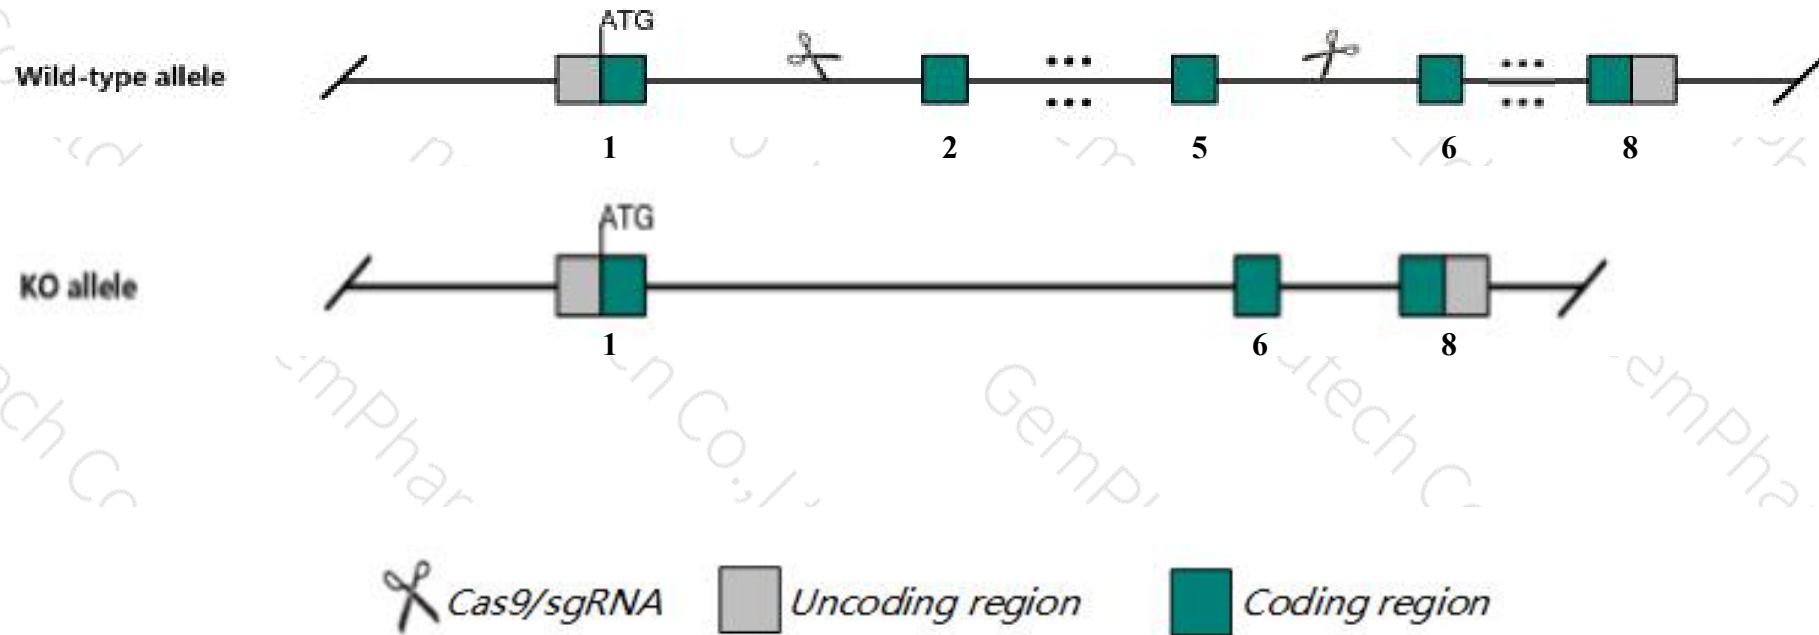 ATG
Wild-type allele
1 2 5 6 8
ATG
KO allele
1 6 8
GemPhar
Cas9/sgRNA Uncoding region Coding region